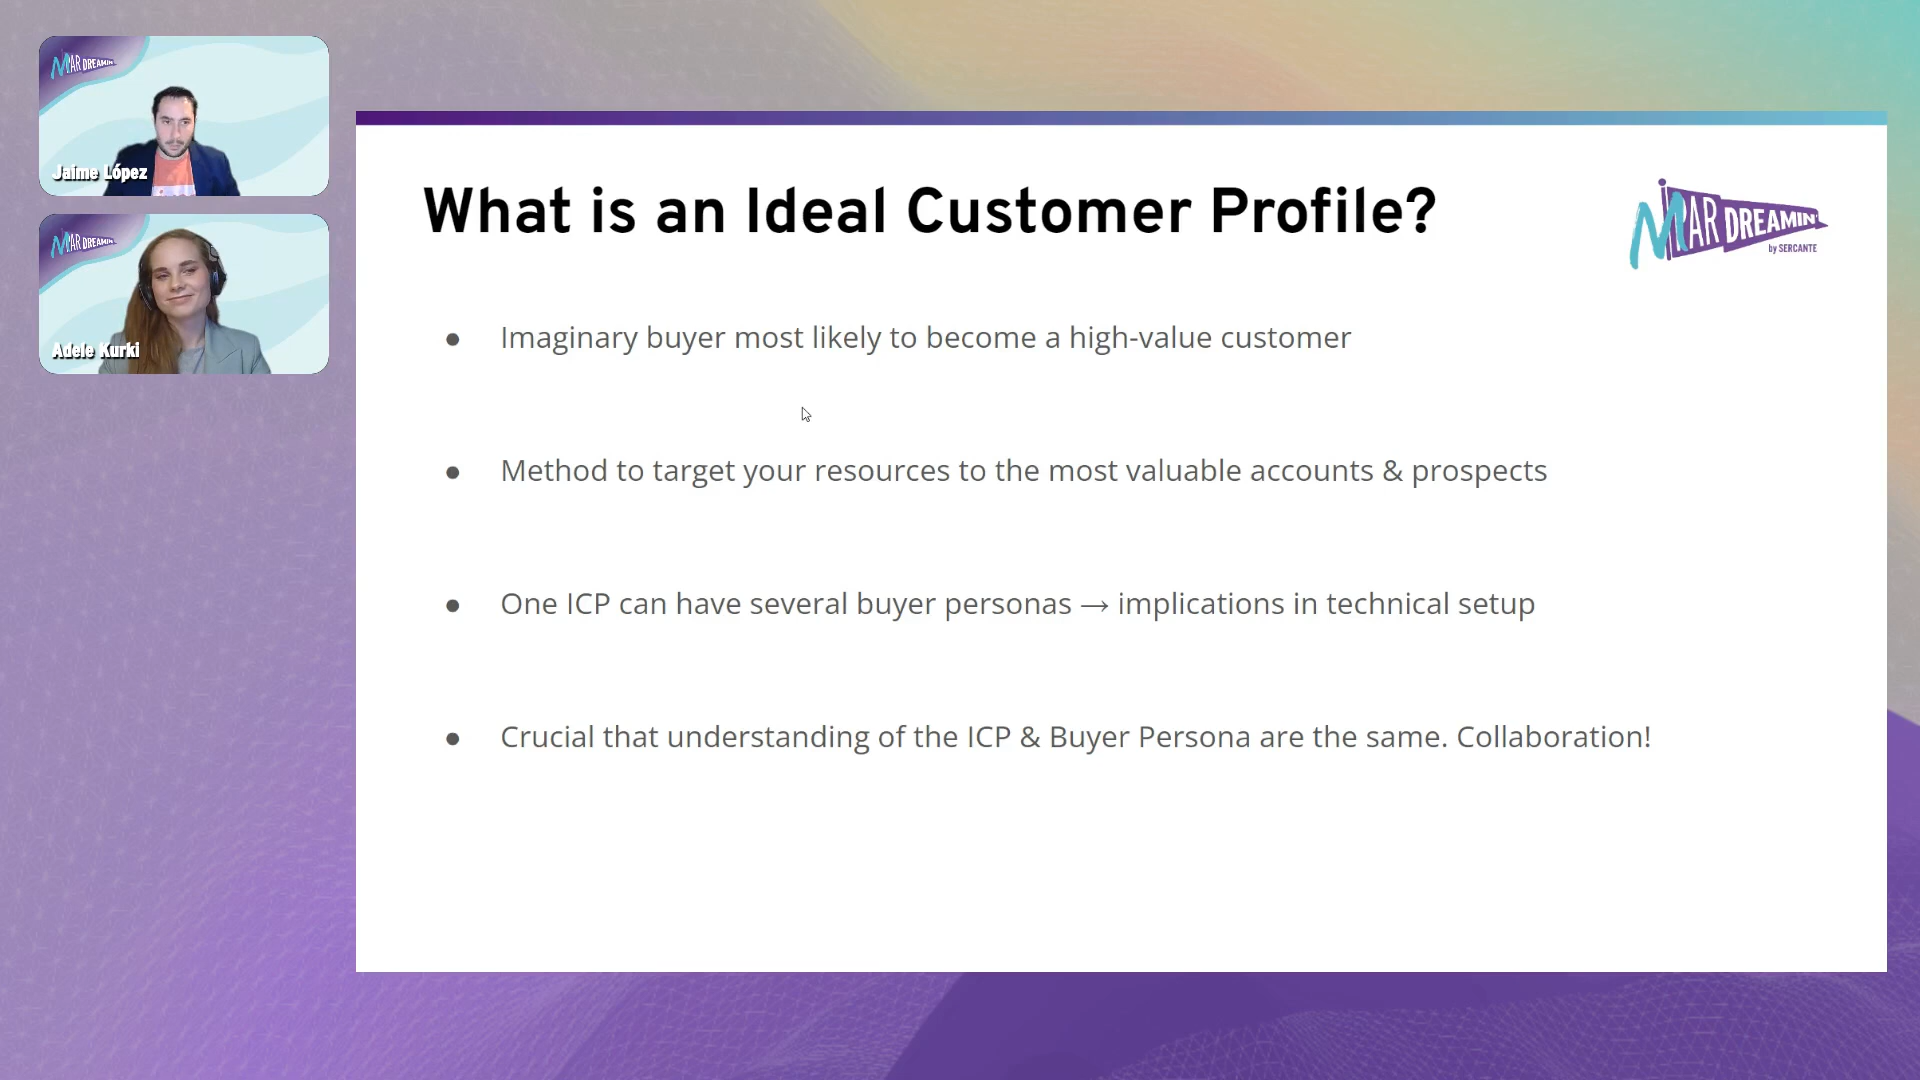 MAR DREAMIN'
Jaime López
MAR DREAMIN'
Adele Kurki
What is an Ideal Customer Profile?
MAR DREAMIN'
by SERCANTE
● Imaginary buyer most likely to become a high-value customer
● Method to target your resources to the most valuable accounts & prospects
● One ICP can have several buyer personas → implications in technical setup
● Crucial that understanding of the ICP & Buyer Persona are the same. Collaboration!